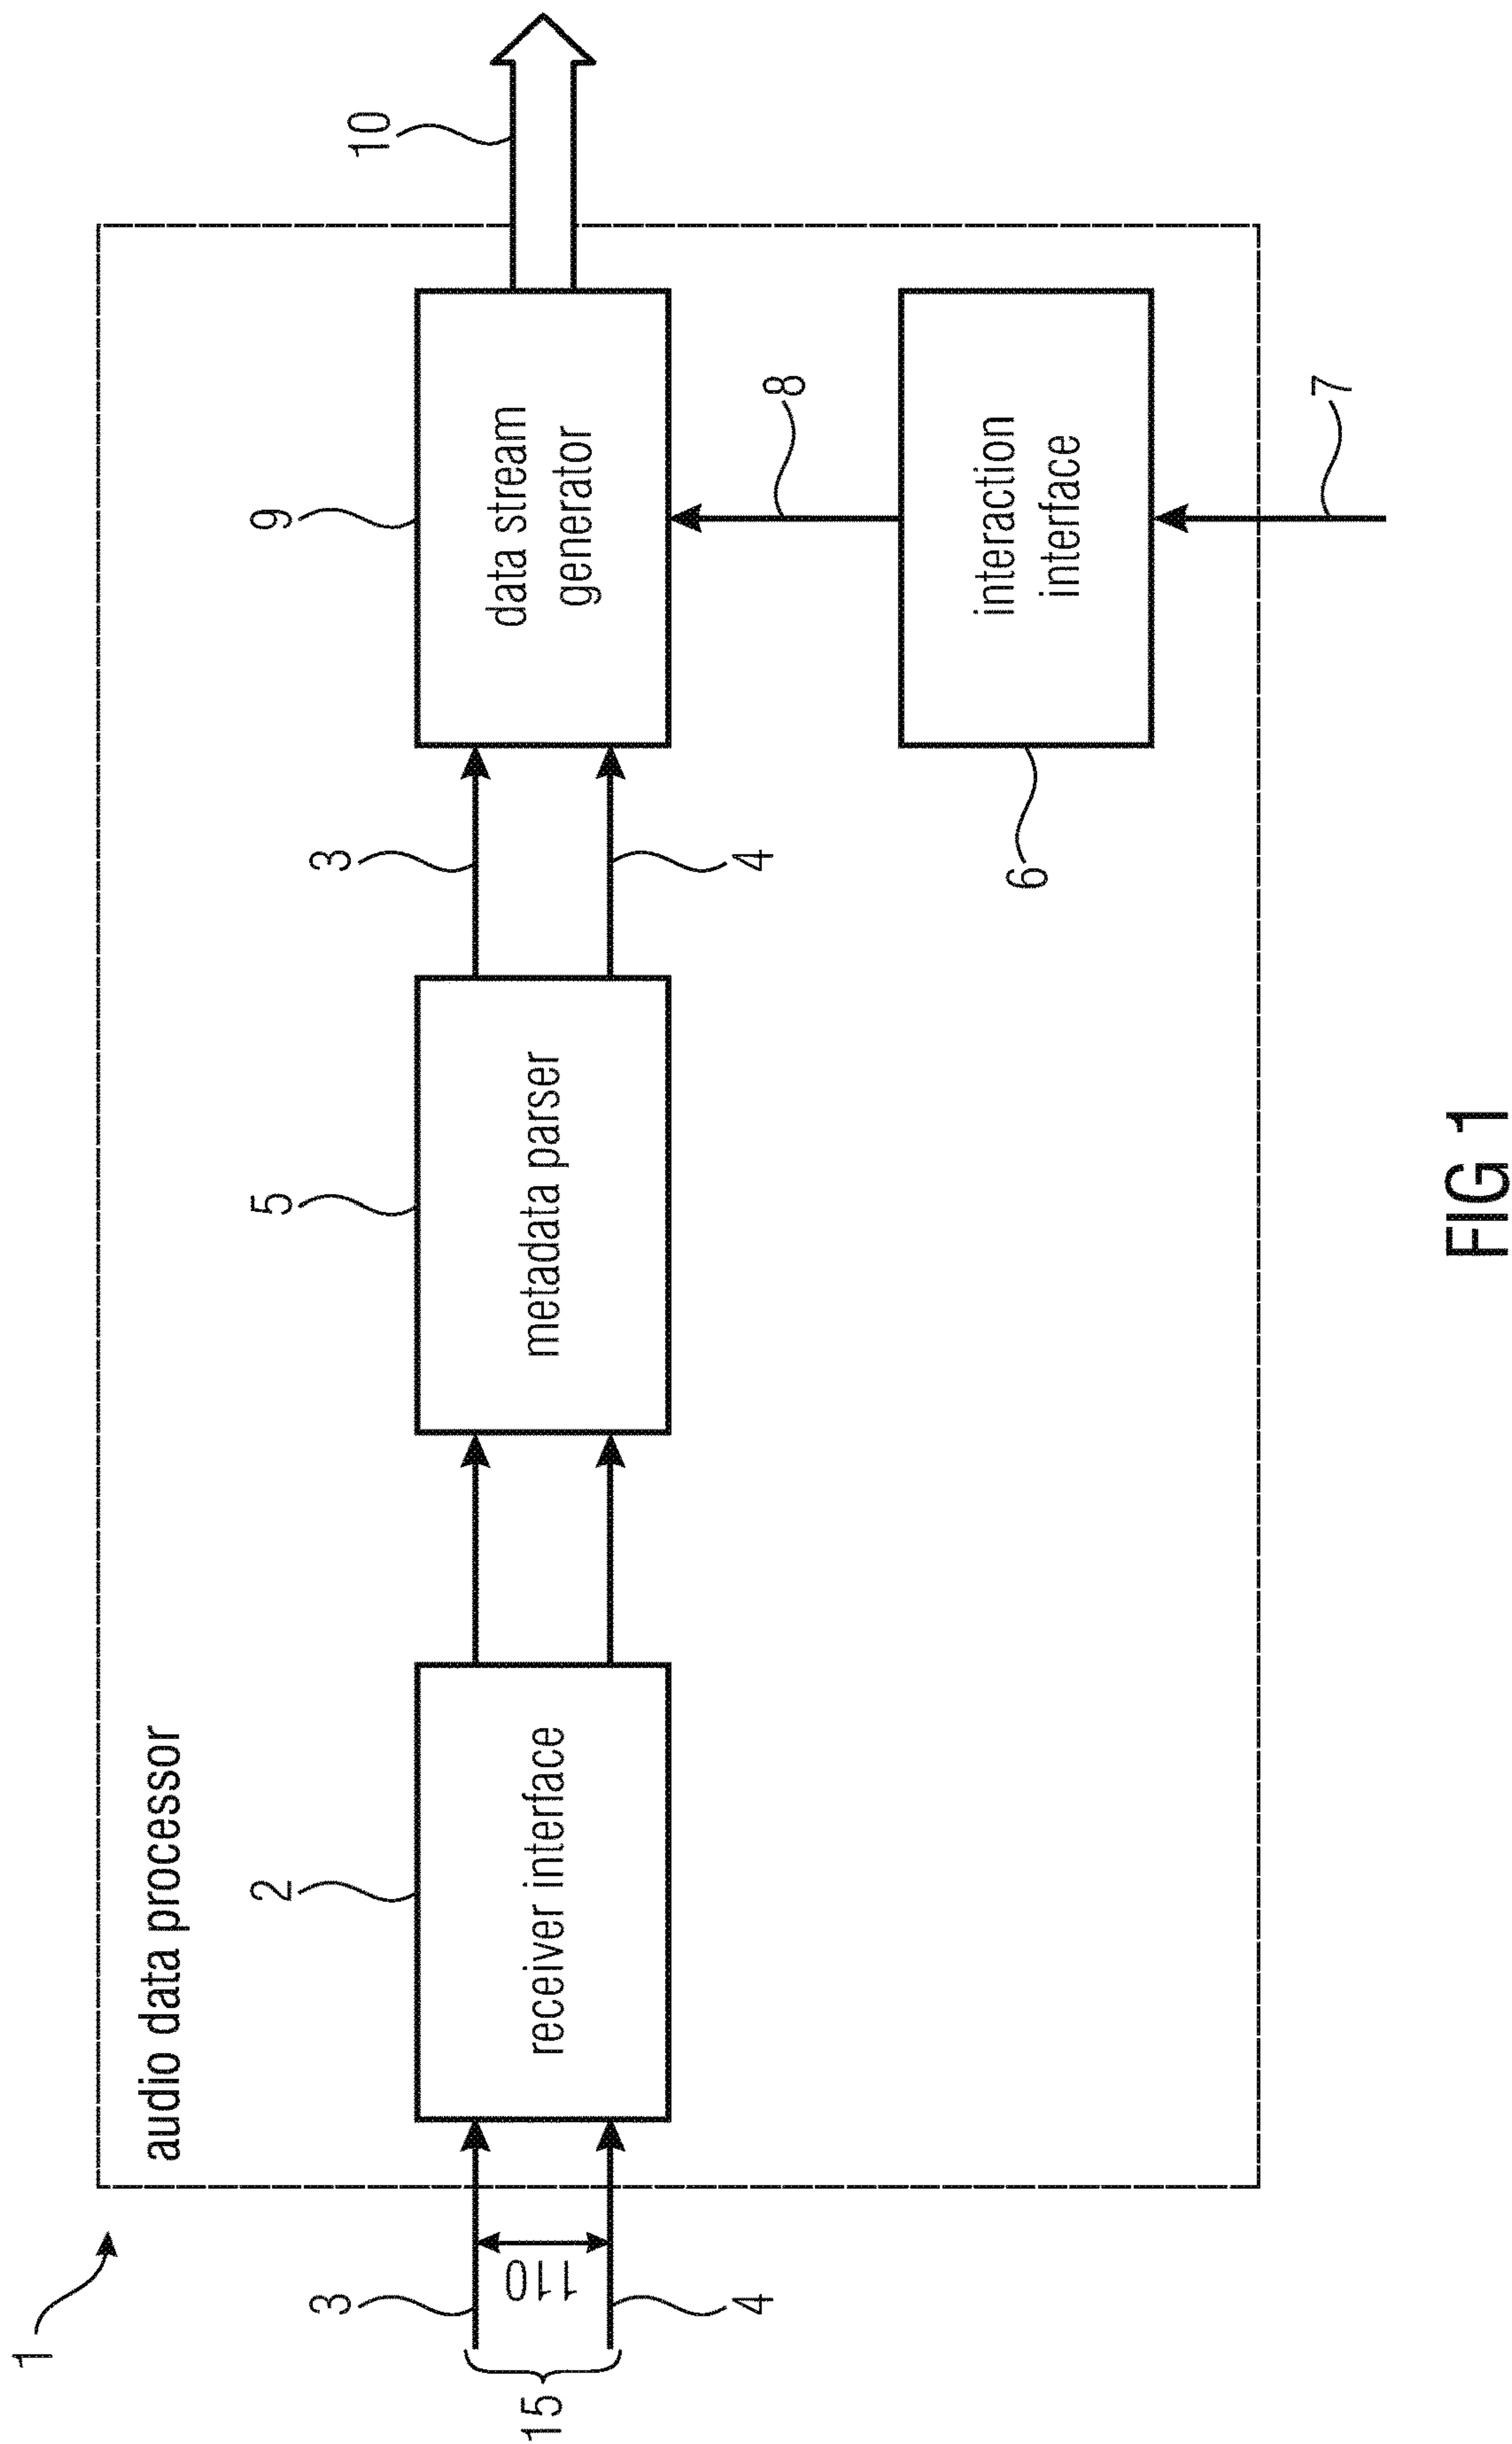 1
audio data processor
2
5
9
3
3
10
15
110
receiver interface
metadata parser
data stream
generator
4
4
8
6
interaction
interface
7
FIG 1